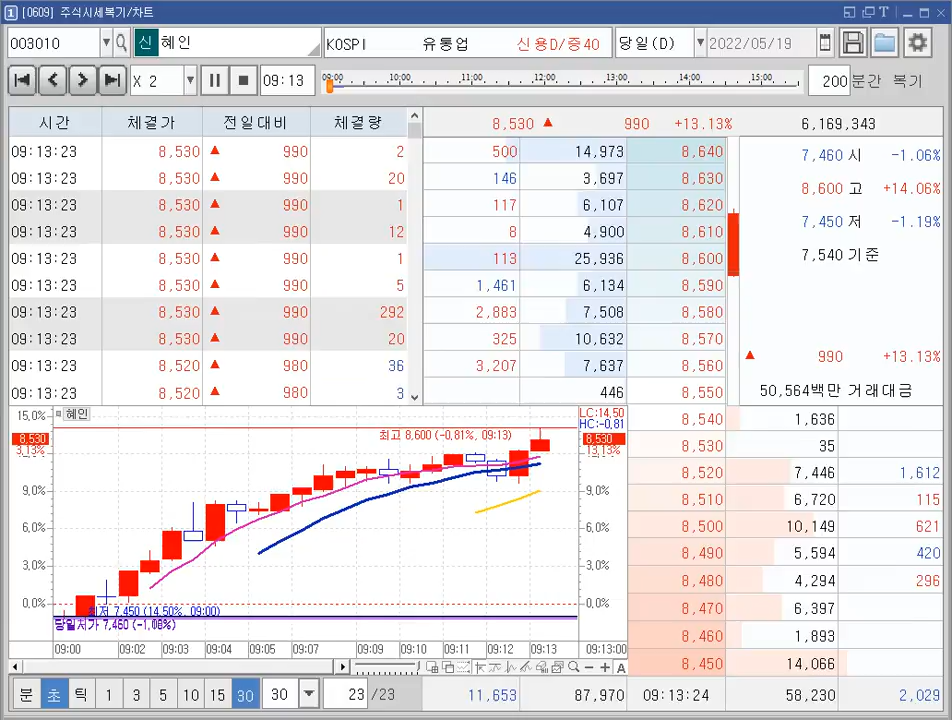 1 [0609] 주식시세복기/차트
003010 신 혜인 KOSPI 유통업 신용D/증40 당일(D) 2022/05/19
X 2 09:13 09:00 10:00 11:00 12:00 13:00 14:00 15:00 200 분간 복기
시간 체결가 전일대비 체결량 8,530 ▲ 990 +13.13% 6,169,343
09:13:23 8,530 ▲ 990 2 500 14,973 8,640 7,460 시 -1.06%
09:13:23 8,530 ▲ 990 20 146 3,697 8,630 8,600 고 +14.06%
09:13:23 8,530 ▲ 990 1 117 6,107 8,620 7,450 저 -1.19%
09:13:23 8,530 ▲ 990 12 8 4,900 8,610 7,540 기준
09:13:23 8,530 ▲ 990 1 113 25,936 8,600
09:13:23 8,530 ▲ 990 5 1,461 6,134 8,590
09:13:23 8,530 ▲ 990 292 2,883 7,508 8,580
09:13:23 8,530 ▲ 990 20 325 10,632 8,570 ▲ 990 +13.13%
09:13:23 8,520 ▲ 980 36 3,207 7,637 8,560
09:13:23 8,520 ▲ 980 3 446 8,550 50,564백만 거래대금
15,0% 혜인 LC:14,50
HC:-0,81
최고 8,600 (-0,81%, 09:13)
8,530 8,530
3,13% 13,13%
9,0% 9,0%
6,0% 6,0%
3,0% 3,0%
0,0% 0,0%
최저 7,450 (14,50%, 09:00)
당일저가 7,460 (-1,06%)
09:00 09:02 09:03 09:04 09:05 09:07 09:10 09:11 09:12 09:13 09:13:00
8,540 1,636
8,530 35
8,520 7,446 1,612
8,510 6,720 115
8,500 10,149 621
8,490 5,594 420
8,480 4,294 296
8,470 6,397
8,460 1,893
8,450 14,066
분 초 틱 1 3 5 10 15 30 30 23 /23 11,653 87,970 09:13:24 58,230 2,029